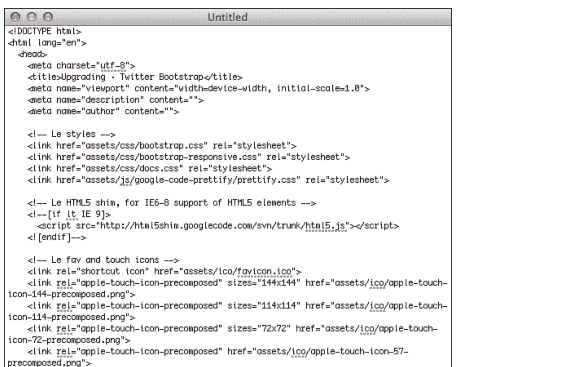 Untitled
<!DOCTYPE html>
<html lang="en">
<head>
<meta charset="utf-8">
<title>Upgrading · Twitter Bootstrap</title>
<meta name="viewport" content="width=device-width, initial-scale=1.0">
<meta name="description" content="">
<meta name="author" content="">
<!-- Le styles -->
<link href="assets/css/bootstrap.css" rel="stylesheet">
<link href="assets/css/bootstrap-responsive.css" rel="stylesheet">
<link href="assets/css/docs.css" rel="stylesheet">
<link href="assets/js/google-code-prettify/prettify.css" rel="stylesheet">
<!-- Le HTML5 shim, for IE6-8 support of HTML5 elements -->
<!--[if lt IE 9]>
<script src="http://html5shim.googlecode.com/svn/trunk/html5.js"></script>
<![endif]-->
<!-- Le fav and touch icons -->
<link rel="shortcut icon" href="assets/ico/favicon.ico">
<link rel="apple-touch-icon-precomposed" sizes="144x144" href="assets/ico/apple-touch-
icon-144-precomposed.png">
<link rel="apple-touch-icon-precomposed" sizes="114x114" href="assets/ico/apple-touch-
icon-114-precomposed.png">
<link rel="apple-touch-icon-precomposed" sizes="72x72" href="assets/ico/apple-touch-
icon-72-precomposed.png">
<link rel="apple-touch-icon-precomposed" href="assets/ico/apple-touch-icon-57-
precomposed.png">